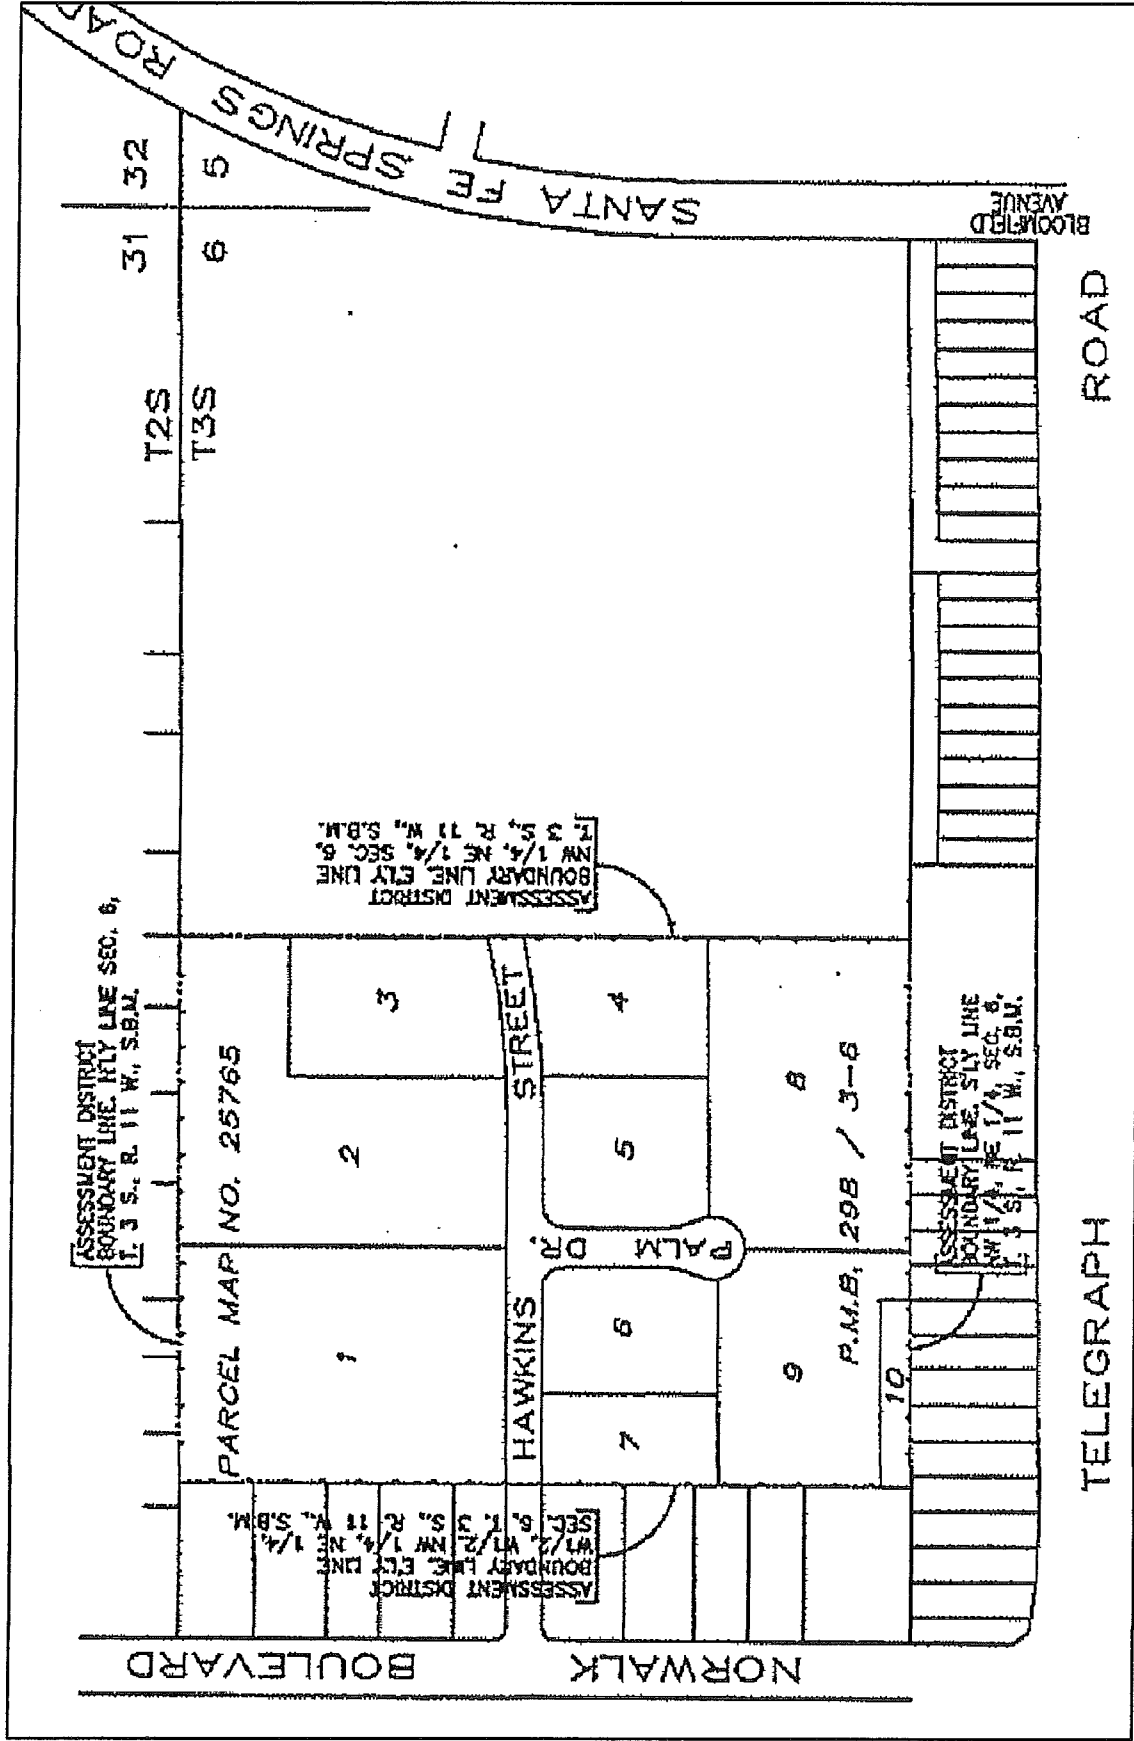 ASSESSMENT DISTRICT
BOUNDARY LINE, N'LY LINE SEC. 6,
T. 3 S., R. 11 W., S.B.M.
T2S
T3S
31
32
6
5
SANTA FE SPRINGS ROAD
BLOOMFIELD
AVENUE
PARCEL MAP NO. 25765
1
2
3
HAWKINS
STREET
PALM DR.
4
5
6
7
8
9
10
P.M.B. 298 / 3-6
ASSESSMENT DISTRICT
BOUNDARY LINE, E'LY LINE
NW 1/4, NE 1/4, SEC. 6,
T. 3 S., R. 11 W., S.B.M.
ASSESSMENT DISTRICT
BOUNDARY LINE, E'LY LINE
W1/2, W1/2, NW 1/4, NE 1/4,
SEC. 6, T. 3 S., R. 11 W., S.B.M.
ASSESSMENT DISTRICT
BOUNDARY LINE, S'LY LINE
NW 1/4, NE 1/4, SEC. 6,
T. 3 S., R. 11 W., S.B.M.
NORWALK
BOULEVARD
TELEGRAPH
ROAD